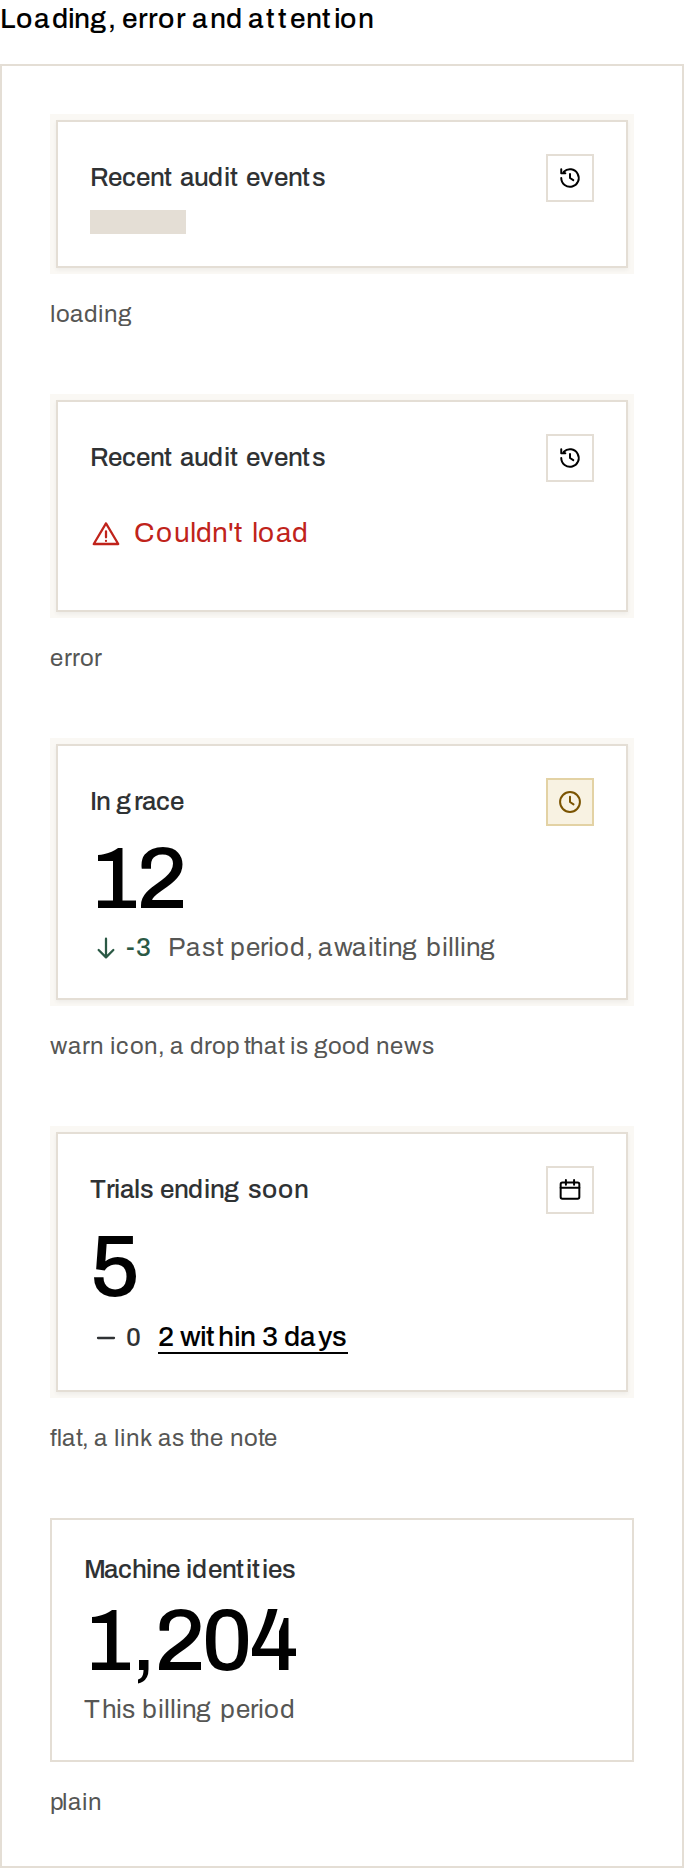 Loading, error and attention
Recent audit events
loading
Recent audit events
Couldn't load
error
In grace
12
-3 Past period, awaiting billing
warn icon, a drop that is good news
Trials ending soon
5
0 2 within 3 days
flat, a link as the note
Machine identities
1,204
This billing period
plain